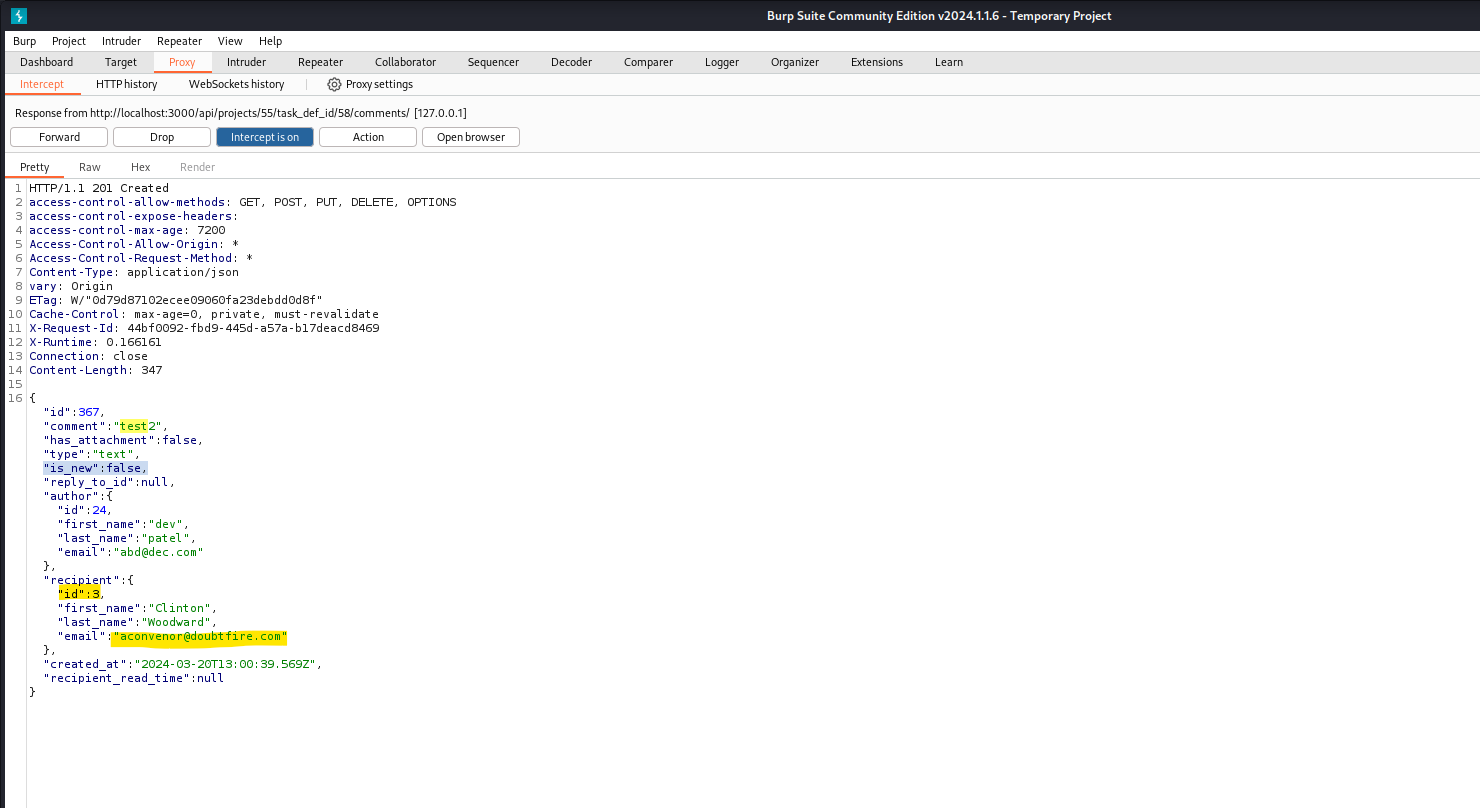 Burp Suite Community Edition v2024.1.1.6 - Temporary Project
Burp Project Intruder Repeater View Help
Dashboard Target Proxy Intruder Repeater Collaborator Sequencer Decoder Comparer Logger Organizer Extensions Learn
Intercept HTTP history WebSockets history Proxy settings
Response from http://localhost:3000/api/projects/55/task_def_id/58/comments/ [127.0.0.1]
Forward Drop Intercept is on Action Open browser
Pretty Raw Hex Render
1 HTTP/1.1 201 Created
2 access-control-allow-methods: GET, POST, PUT, DELETE, OPTIONS
3 access-control-expose-headers:
4 access-control-max-age: 7200
5 Access-Control-Allow-Origin: *
6 Access-Control-Request-Method: *
7 Content-Type: application/json
8 vary: Origin
9 ETag: W/"0d79d87102ecee09060fa23debdd0d8f"
10 Cache-Control: max-age=0, private, must-revalidate
11 X-Request-Id: 44bf0092-fbd9-445d-a57a-b17deacd8469
12 X-Runtime: 0.166161
13 Connection: close
14 Content-Length: 347
15
16 {
"id":367,
"comment":"test2",
"has_attachment":false,
"type":"text",
"is_new":false,
"reply_to_id":null,
"author":{
"id":24,
"first_name":"dev",
"last_name":"patel",
"email":"abd@dec.com"
},
"recipient":{
"id":3,
"first_name":"Clinton",
"last_name":"Woodward",
"email":"aconvenor@doubtfire.com"
},
"created_at":"2024-03-20T13:00:39.569Z",
"recipient_read_time":null
}